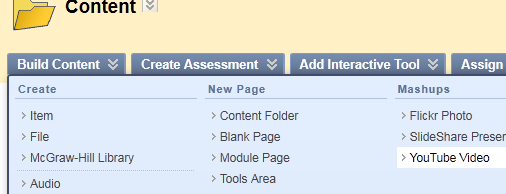 Content
Build Content Create Assessment Add Interactive Tool Assign
Create New Page Mashups
Item Content Folder Flickr Photo
File Blank Page SlideShare Presen
McGraw-Hill Library Module Page YouTube Video
Audio Tools Area